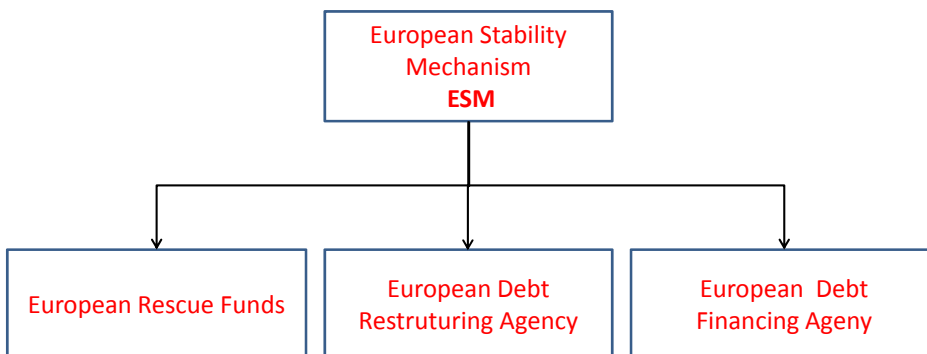 European Stability
Mechanism
ESM
European Rescue Funds
European Debt
Restruturing Agency
European Debt
Financing Ageny